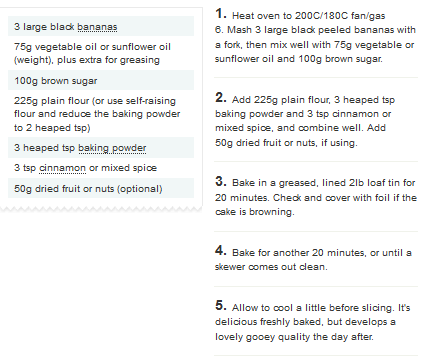 3 large black bananas
75g vegetable oil or sunflower oil
(weight), plus extra for greasing
100g brown sugar
225g plain flour (or use self-raising
flour and reduce the baking powder
to 2 heaped tsp)
3 heaped tsp baking powder
3 tsp cinnamon or mixed spice
50g dried fruit or nuts (optional)
1. Heat oven to 200C/180C fan/gas
6. Mash 3 large black peeled bananas with
a fork, then mix well with 75g vegetable or
sunflower oil and 100g brown sugar.
2. Add 225g plain flour, 3 heaped tsp
baking powder and 3 tsp cinnamon or
mixed spice, and combine well. Add
50g dried fruit or nuts, if using.
3. Bake in a greased, lined 2lb loaf tin for
20 minutes. Check and cover with foil if the
cake is browning.
4. Bake for another 20 minutes, or until a
skewer comes out clean.
5. Allow to cool a little before slicing. It's
delicious freshly baked, but develops a
lovely gooey quality the day after.